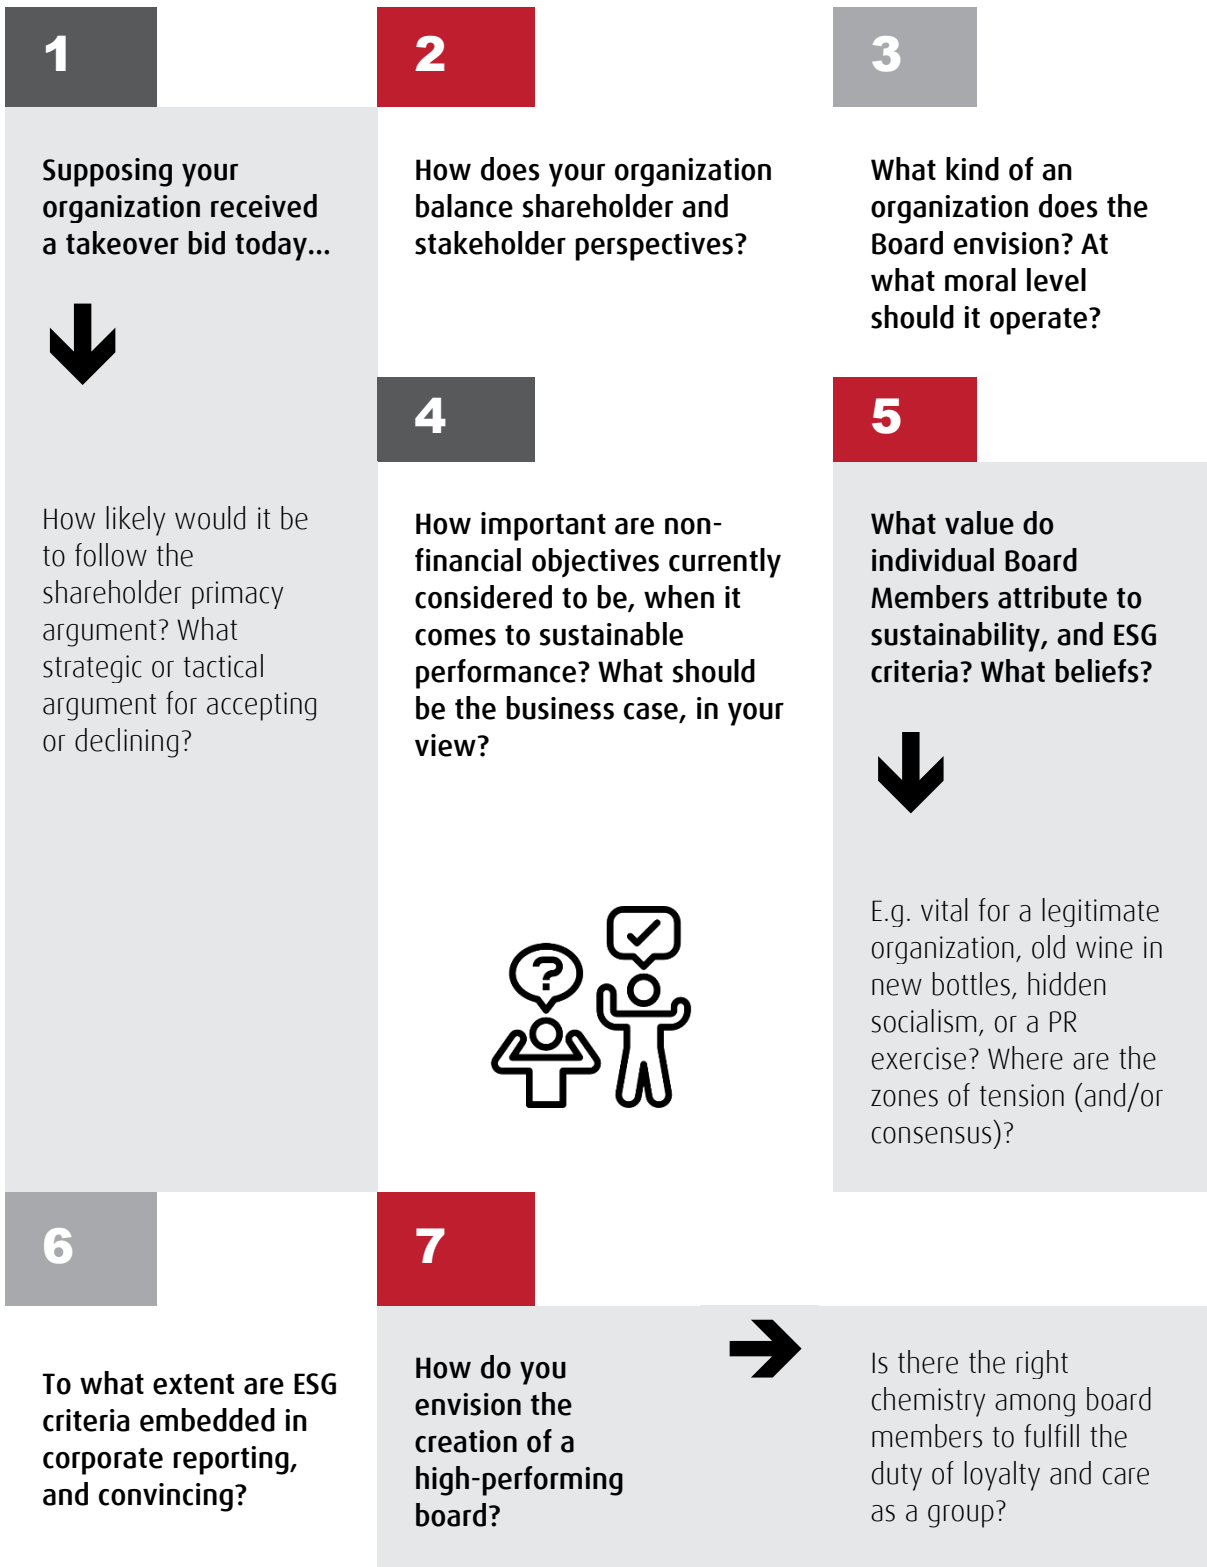 1
Supposing your
organization received
a takeover bid today...
How likely would it be
to follow the
shareholder primacy
argument? What
strategic or tactical
argument for accepting
or declining?
2
How does your organization
balance shareholder and
stakeholder perspectives?
3
What kind of an
organization does the
Board envision? At
what moral level
should it operate?
4
How important are non-
financial objectives currently
considered to be, when it
comes to sustainable
performance? What should
be the business case, in your
view?
?
5
What value do
individual Board
Members attribute to
sustainability, and ESG
criteria? What beliefs?
E.g. vital for a legitimate
organization, old wine in
new bottles, hidden
socialism, or a PR
exercise? Where are the
zones of tension (and/or
consensus)?
6
To what extent are ESG
criteria embedded in
corporate reporting,
and convincing?
7
How do you
envision the
creation of a
high-performing
board?
Is there the right
chemistry among board
members to fulfill the
duty of loyalty and care
as a group?